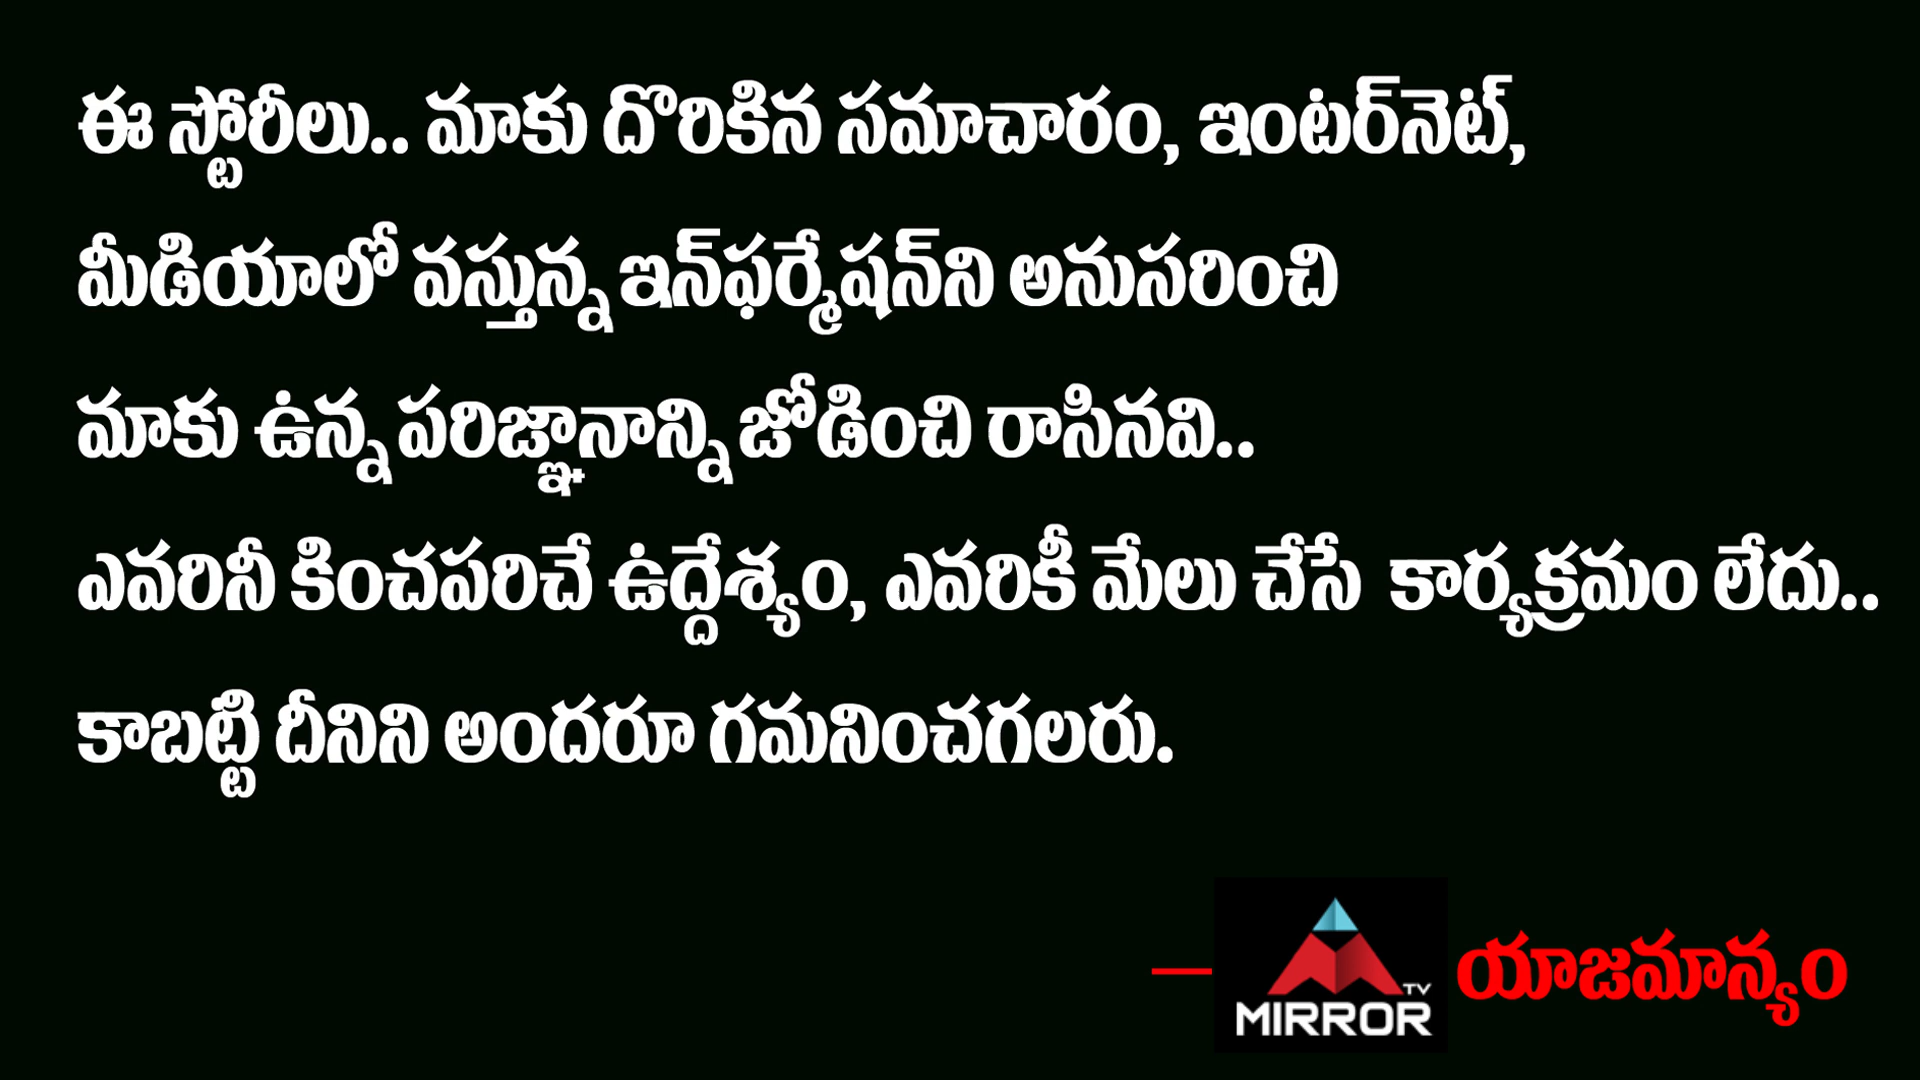 ఈ స్టోరీలు.. మాకు దొరికిన సమాచారం, ఇంటర్‌నెట్,
మీడియాలో వస్తున్న ఇన్‌ఫర్మేషన్‌ని అనుసరించి
మాకు ఉన్న పరిజ్ఞానాన్ని జోడించి రాసినవి..
ఎవరినీ కించపరిచే ఉద్దేశ్యం, ఎవరికీ మేలు చేసే కార్యక్రమం లేదు..
కాబట్టి దీనిని అందరూ గమనించగలరు.
— MIRROR TV యాజమాన్యం